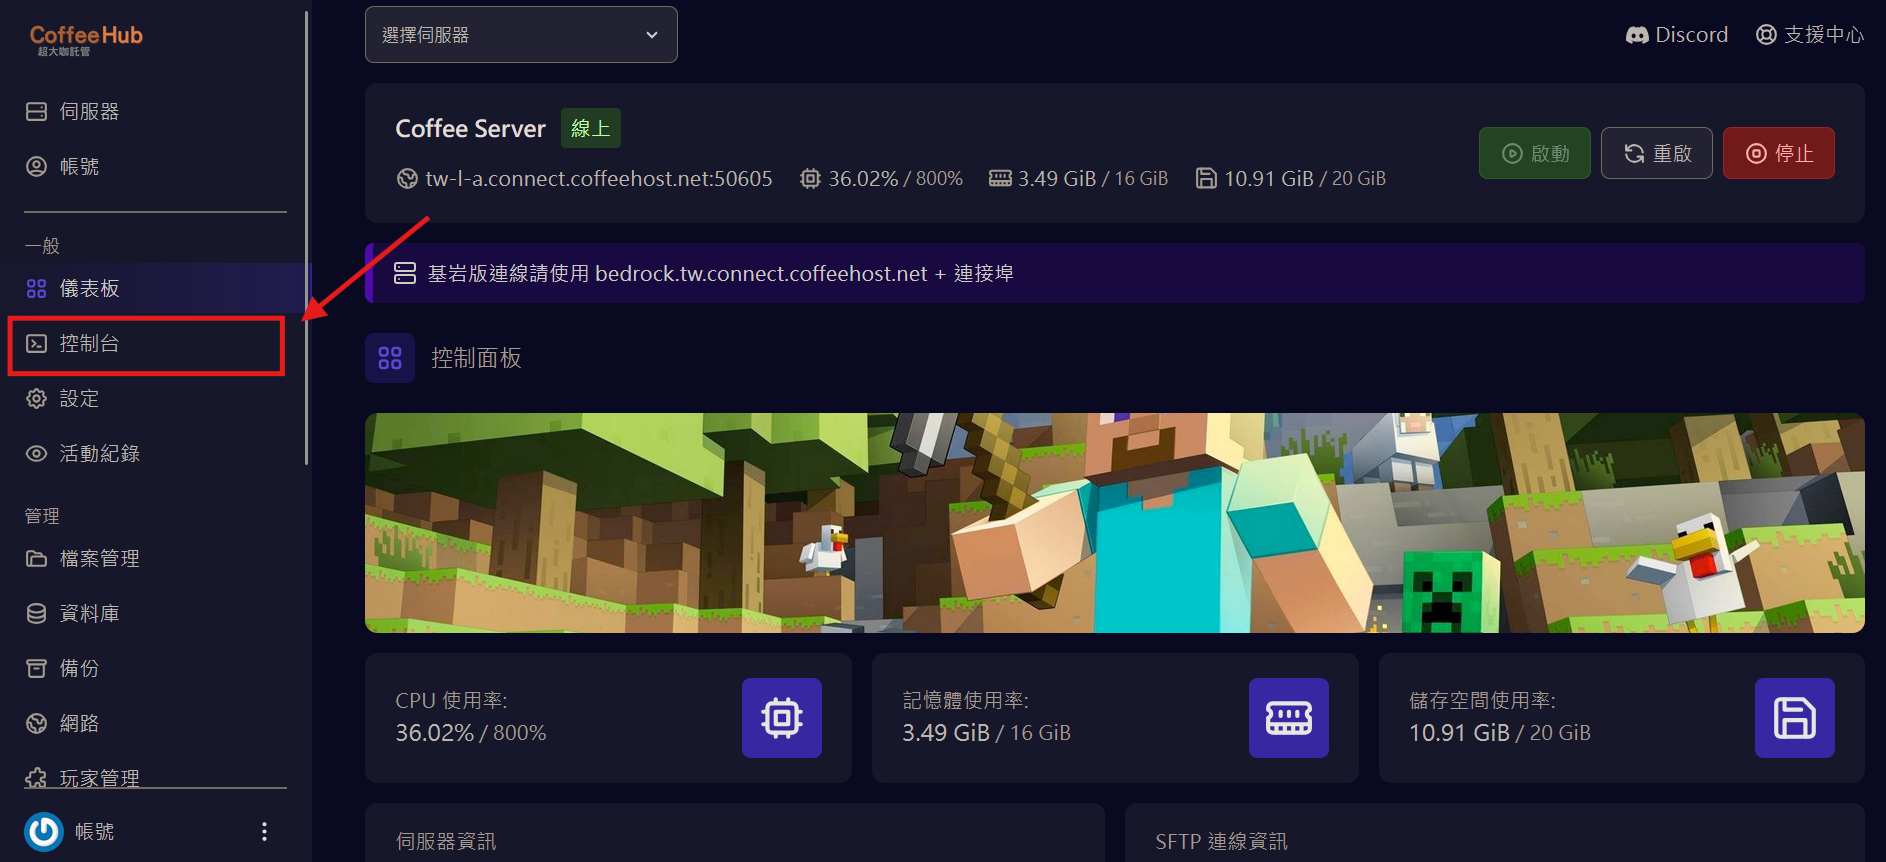 CoffeeHub
超大咖託管
伺服器
帳號
一般
儀表板
控制台
設定
活動紀錄
管理
檔案管理
資料庫
備份
網路
玩家管理
帳號
選擇伺服器
Discord
支援中心
Coffee Server 線上
tw-l-a.connect.coffeehost.net:50605 36.02% / 800% 3.49 GiB / 16 GiB 10.91 GiB / 20 GiB
啟動 重啟 停止
基岩版連線請使用 bedrock.tw.connect.coffeehost.net + 連接埠
控制面板
CPU 使用率:
36.02% / 800%
記憶體使用率:
3.49 GiB / 16 GiB
儲存空間使用率:
10.91 GiB / 20 GiB
伺服器資訊
SFTP 連線資訊